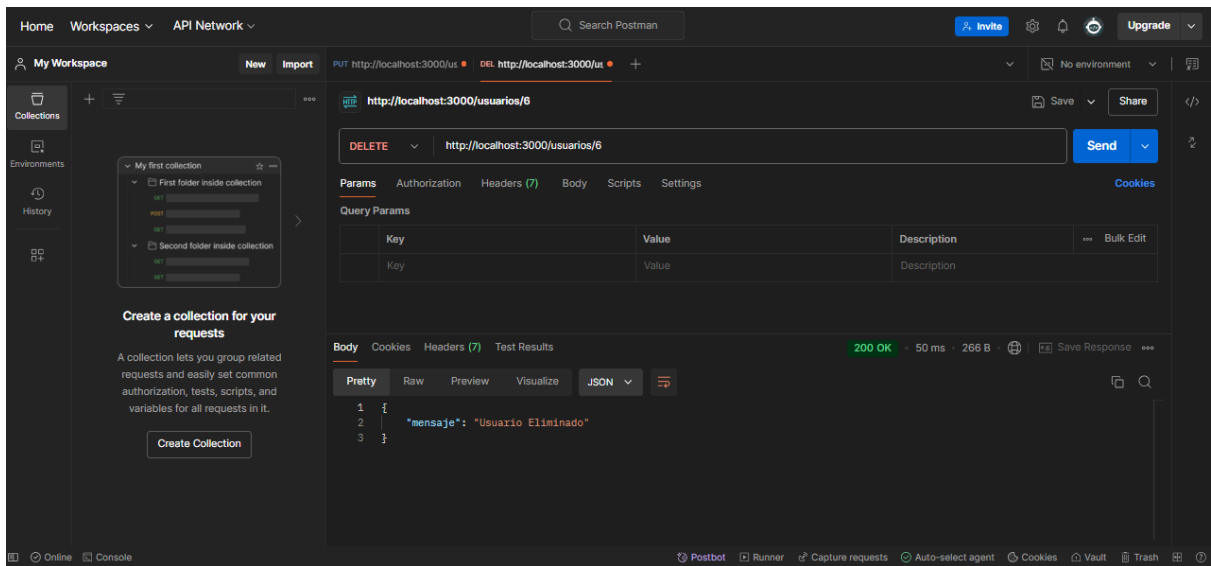 Home Workspaces API Network Search Postman Invite Upgrade
My Workspace New Import PUT http://localhost:3000/us DEL http://localhost:3000/us No environment
Collections
Environments
History
My first collection
First folder inside collection
GET
POST
GET
Second folder inside collection
GET
GET
Create a collection for your
requests
A collection lets you group related
requests and easily set common
authorization, tests, scripts, and
variables for all requests in it.
Create Collection
HTTP http://localhost:3000/usuarios/6 Save Share
DELETE http://localhost:3000/usuarios/6 Send
Params Authorization Headers (7) Body Scripts Settings Cookies
Query Params
Key Value Description Bulk Edit
Key Value Description
Body Cookies Headers (7) Test Results 200 OK 50 ms 266 B Save Response
Pretty Raw Preview Visualize JSON
1 {
2 "mensaje": "Usuario Eliminado"
3 }
Online Console Postbot Runner Capture requests Auto-select agent Cookies Vault Trash